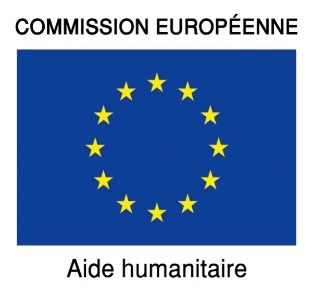 COMMISSION EUROPÉENNE
Aide humanitaire